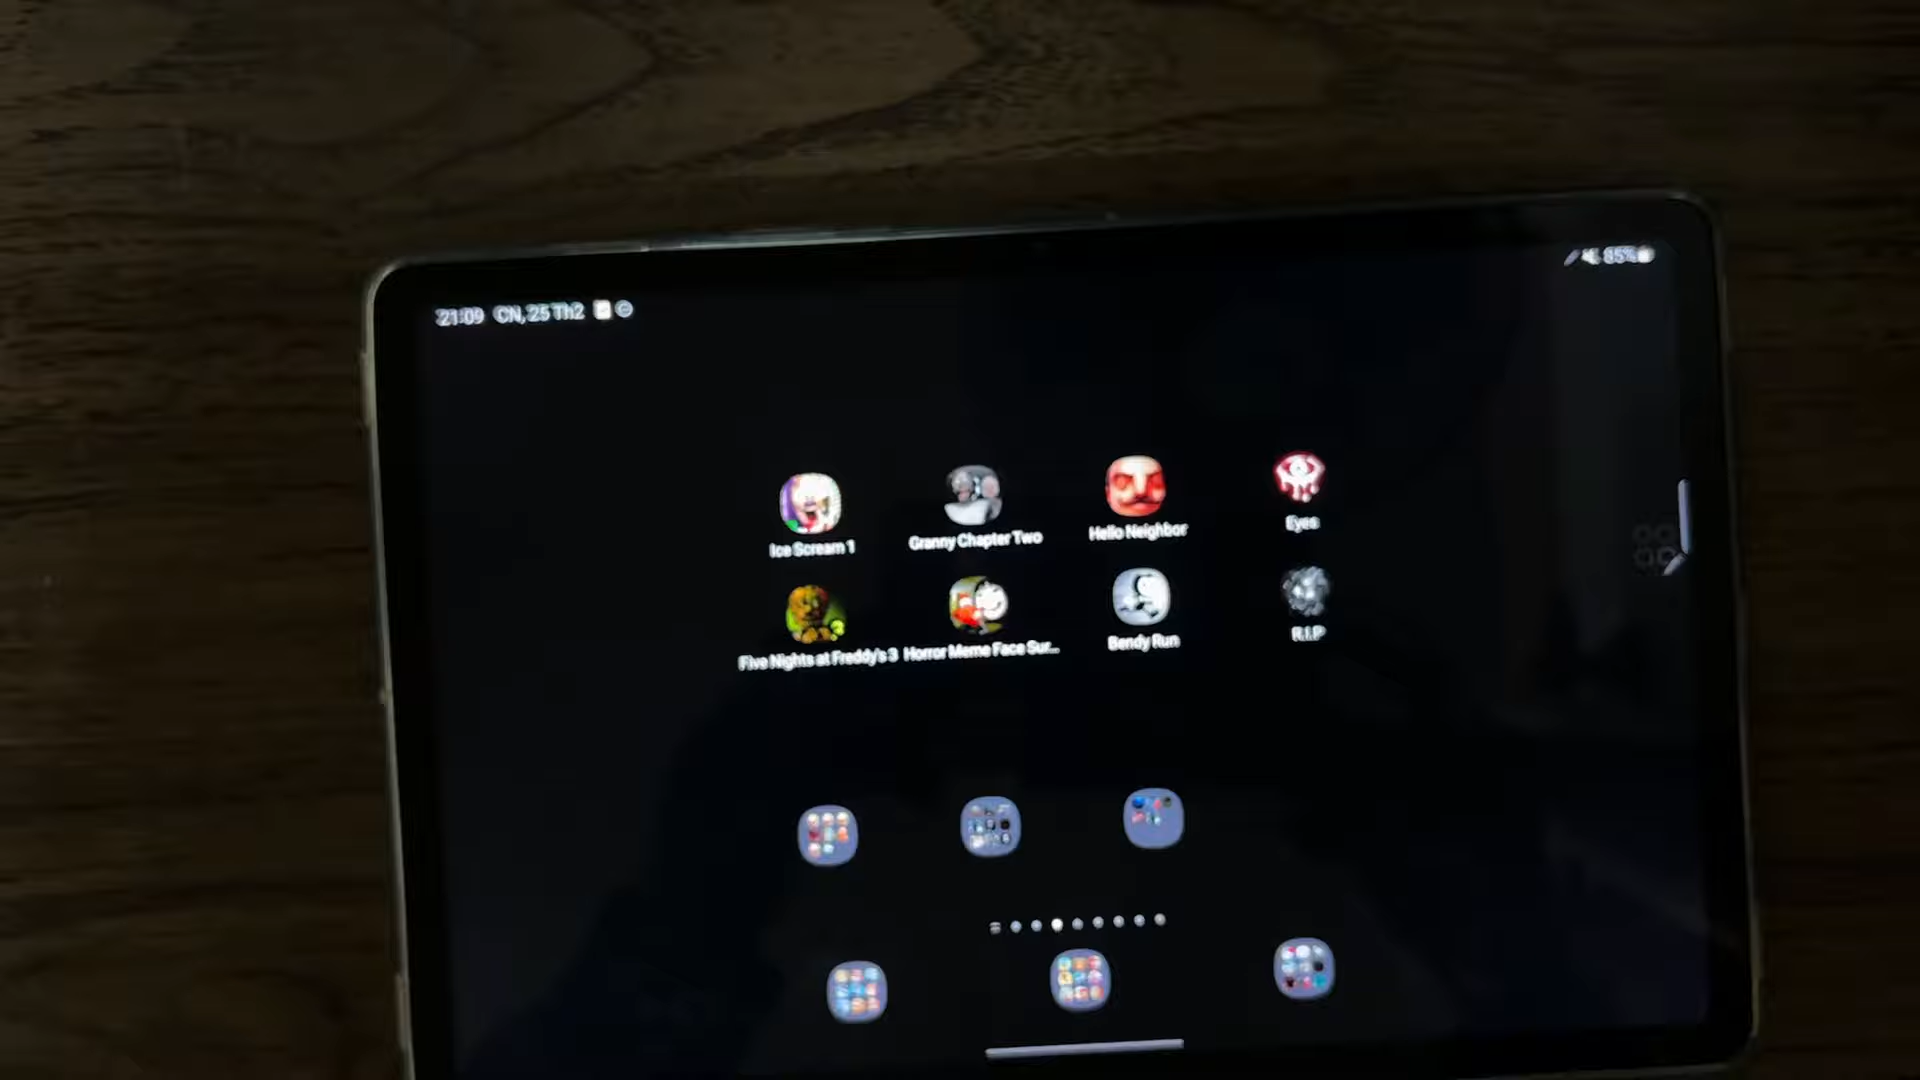 21:09 CN, 25 Th2
85%
Ice Scream 1
Granny Chapter Two
Hello Neighbor
Eyes
Five Nights at Freddy's 3
Horror Meme Face Sur...
Bendy Run
R.I.P